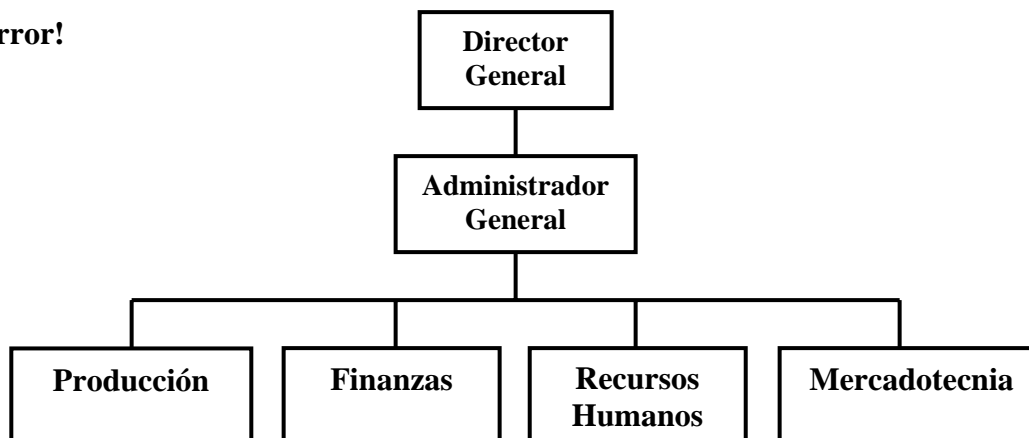 rror!
Director
General
Administrador
General
Producción
Finanzas
Recursos
Humanos
Mercadotecnia